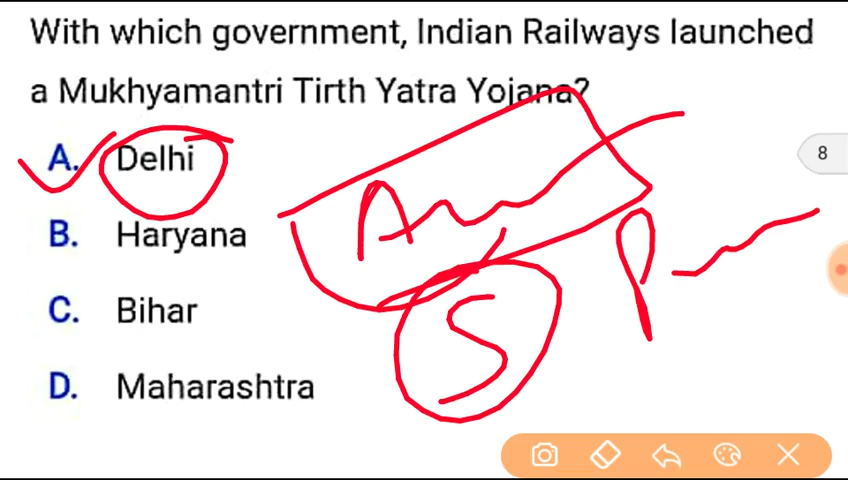 With which government, Indian Railways launched
a Mukhyamantri Tirth Yatra Yojana?
A. Delhi
8
B. Haryana
C. Bihar
S
D. Maharashtra